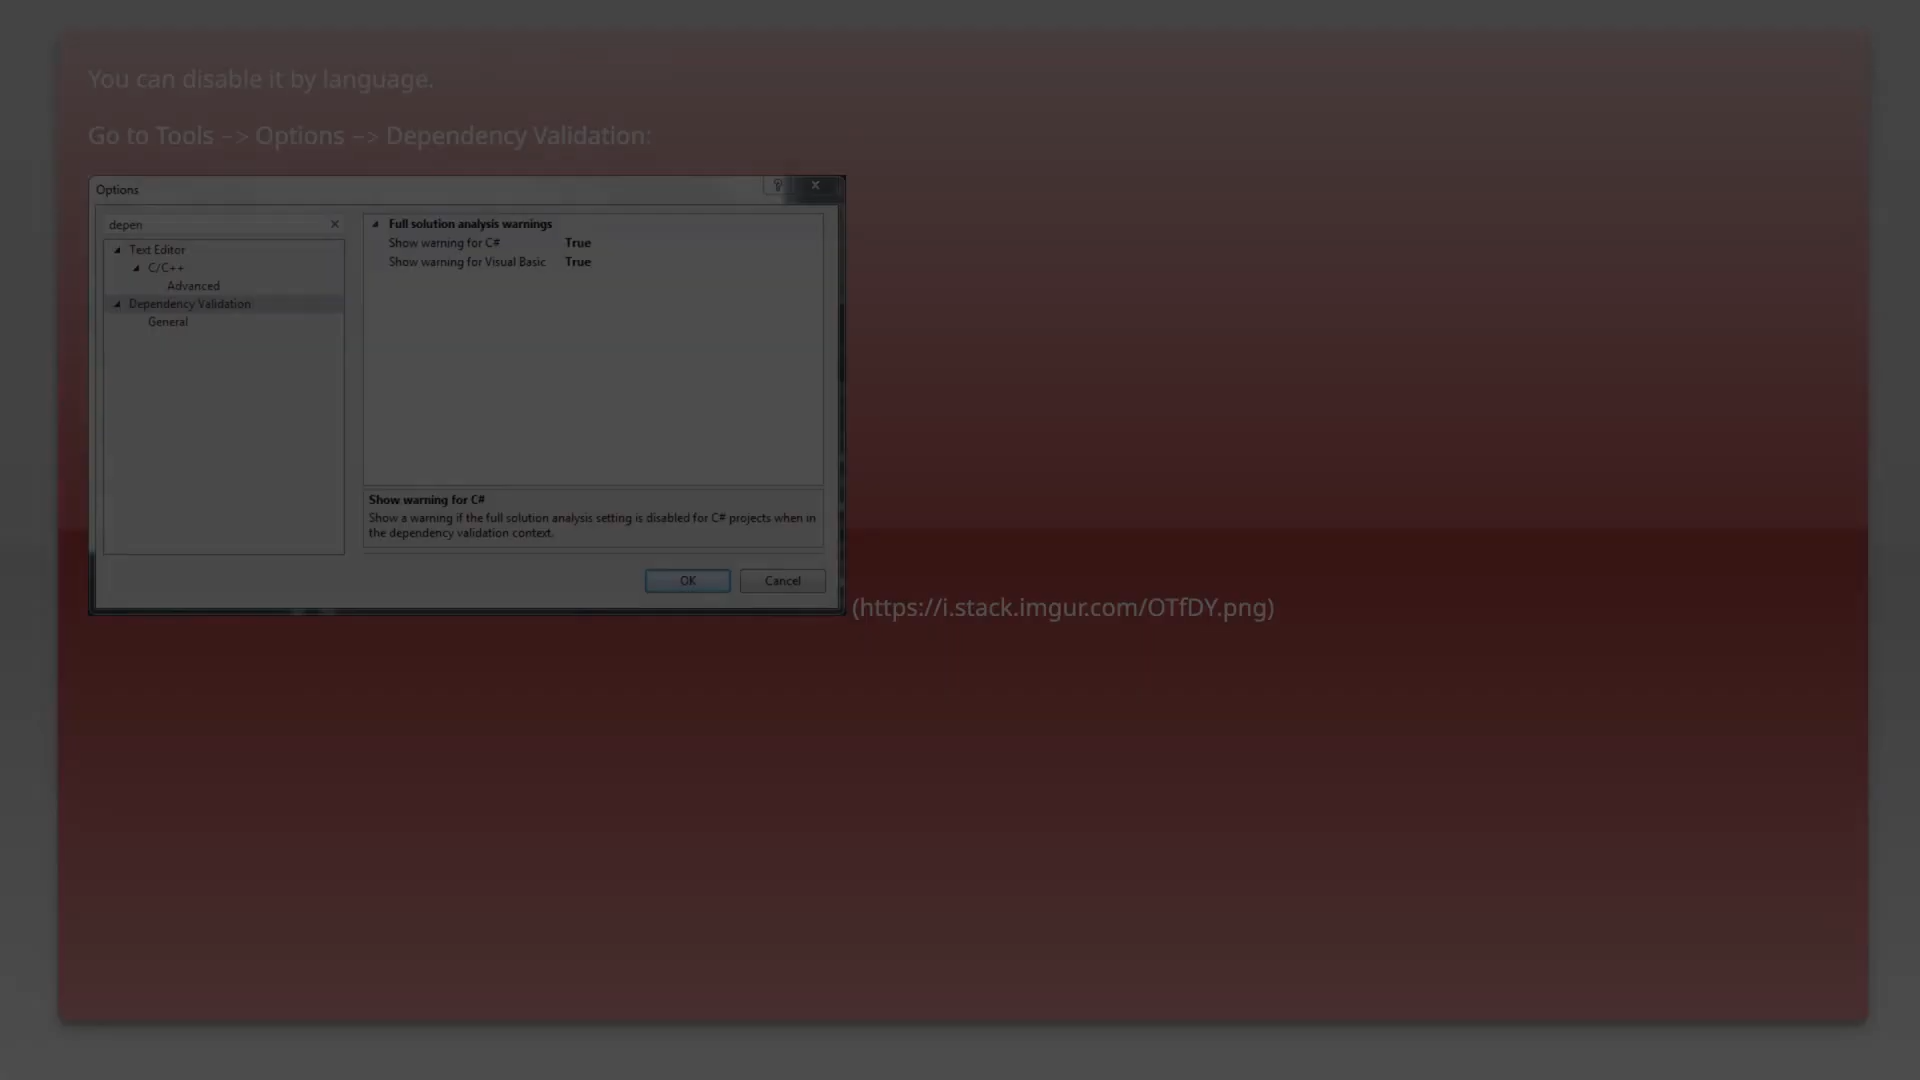 You can disable it by language.
Go to Tools –> Options –> Dependency Validation:
Options
depen
Text Editor
C/C++
Advanced
Dependency Validation
General
Full solution analysis warnings
Show warning for C# True
Show warning for Visual Basic True
Show warning for C#
Show a warning if the full solution analysis setting is disabled for C# projects when in
the dependency validation context.
OK Cancel
(https://i.stack.imgur.com/OTfDY.png)